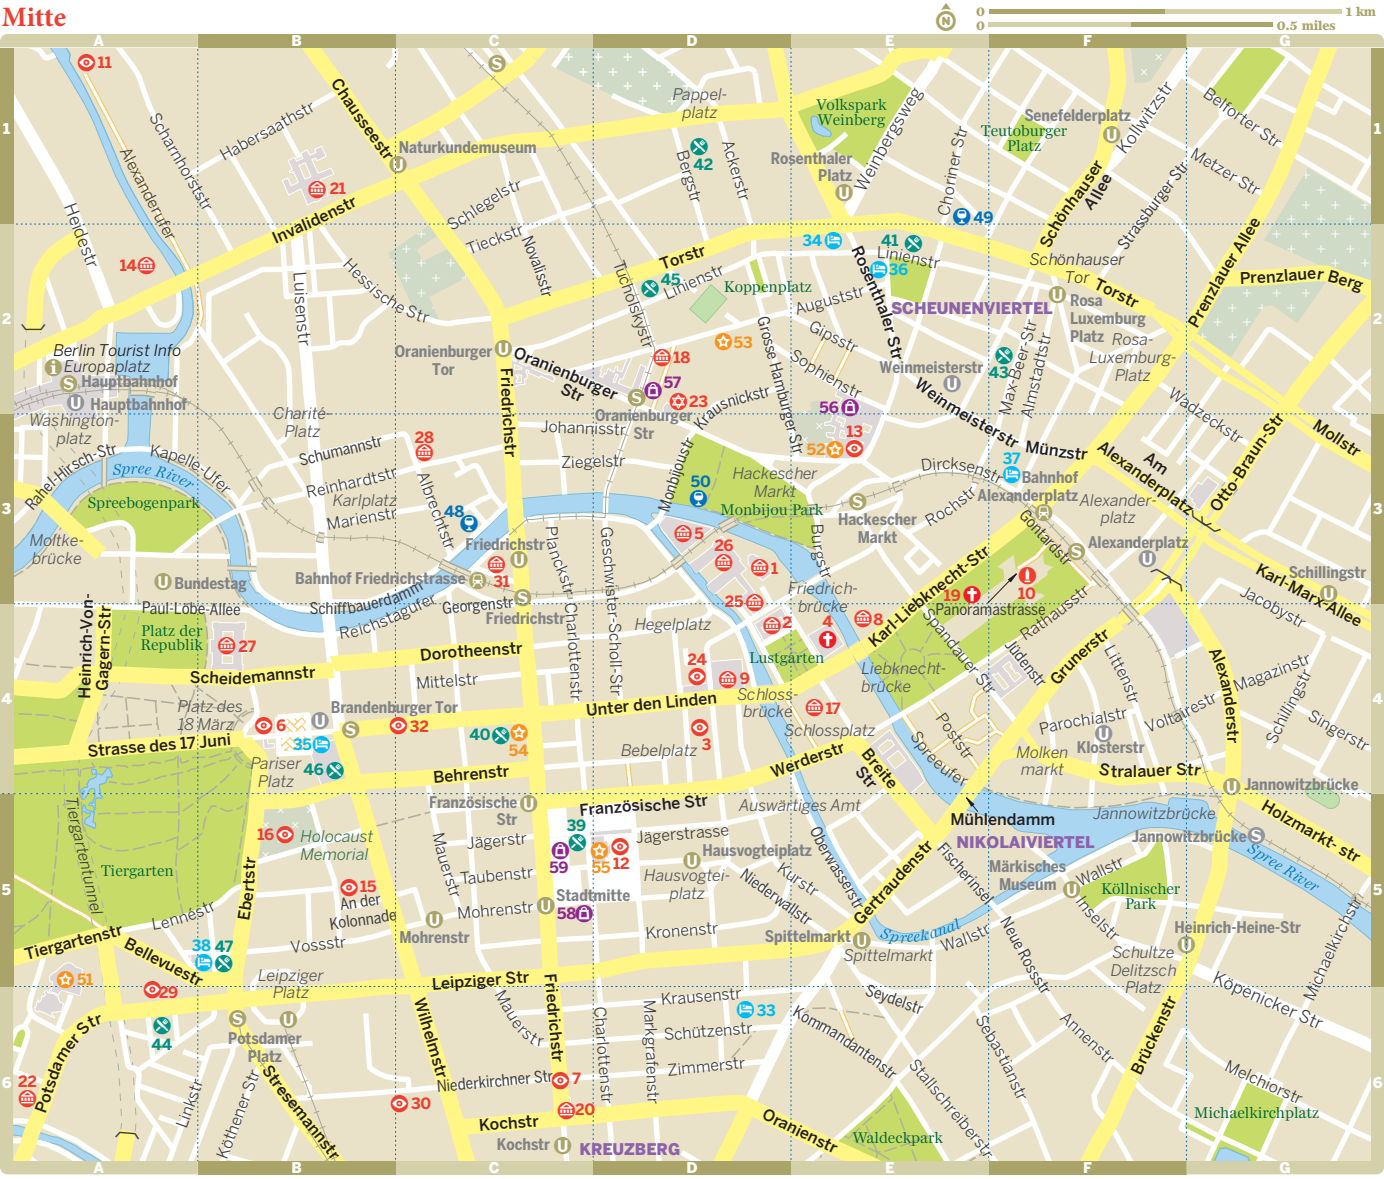 Mitte
N
0
1 km
0
0.5 miles
A
B
C
D
E
F
G
1
11
Scharnhorststr
Habersaathstr
Chausseestr
S
Naturkundemuseum
U
Alexanderufer
21
Invalidenstr
Heidestr
Pappel-
platz
42
Bergstr
Ackerstr
Volkspark
Weinberg
Rosenthaler
Platz
U
Weinbergsweg
Choriner Str
Teutoburger
Platz
Senefelderplatz
U
Kollwitzstr
Belforter Str
Metzer Str
Schönhauser
Allee
Strassburger Str
1
Schlegelstr
Tieckstr
Novalisstr
14
Luisenstr
Hessische Str
2
Berlin Tourist Info
i
Europaplatz
S
Hauptbahnhof
U
Hauptbahnhof
Washington-
platz
Torstr
Tucholskystr
45
Linienstr
Koppenplatz
34
41
Linienstr
36
49
Rosenthaler Str
SCHEUNENVIERTEL
Schönhauser
Tor
Torstr
U
Rosa
Luxemburg
Platz
Rosa-
Luxemburg-
Platz
Prenzlauer Allee
Prenzlauer Berg
2
Auguststr
Gipsstr
Sophienstr
Grosse Hamburger Str
53
18
57
23
Krausnickstr
Oranienburger
Tor
U
Oranienburger
Str
S
Oranienburger
Str
Friedrichstr
Weinmeisterstr
U
Weinmeisterstr
43
Max-Beer-Str
Almstadtstr
Wadzeckstr
Mollstr
Otto-Braun-Str
56
13
52
Münzstr
Alexanderplatz
Am
Charité-
Platz
Schumannstr
28
Reinhardtstr
Karlplatz
Marienstr
Albrechtstr
Johannisstr
Ziegelstr
Monbijoustr
50
Hackescher
Markt
Monbijou Park
Dircksenstr
37
Bahnhof
Alexanderplatz
Alexander-
platz
Rochstr
S
Hackescher
Markt
Gontardstr
S
Alexanderplatz
U
3
Rahel-Hirsch-Str
Kapelle-Ufer
Spree River
Spreebogenpark
Moltke-
brücke
U
Bundestag
48
Friedrichstr
U
Bahnhof Friedrichstrasse
31
Georgenstr
S
Friedrichstr
Schiffbauerdamm
Reichstagufer
Planckstr
Geschwister-Scholl-Str
Charlottenstr
5
26
1
25
2
Burgstr
Friedrich-
brücke
4
8
Karl-Liebknecht-Str
19
10
Panoramastrasse
Rathausstr
Spandauer Str
Schillingstr
U
Karl-Marx-Allee
Jacobystr
3
Heinrich-Von-
Gagern-Str
Paul-Löbe-Allee
Platz der
Republik
27
Scheidemannstr
Dorotheenstr
Mittelstr
Hegelplatz
24
9
Lustgarten
Liebknecht-
brücke
Schloss-
brücke
17
Schlossplatz
Jüdenstr
Grunerstr
Littenstr
Voltairestr
Magazinstr
Alexanderstr
Schillingstr
Singerstr
4
Platz des
18 März
6
U
S
Brandenburger Tor
32
Unter den Linden
40
54
3
Bebelplatz
Strasse des 17 Juni
35
Pariser
Platz
46
Behrenstr
Werderstr
Breite
Str
Poststr
Spreeufer
Parochialstr
U
Klosterstr
Molken
markt
Stralauer Str
U
Jannowitzbrücke
4
Tiergartentunnel
Tiergarten
16
Holocaust
Memorial
Französische
Str
U
Französische Str
Auswärtiges Amt
Mühlendamm
NIKOLAIVIERTEL
Jannowitzbrücke
Jannowitzbrücke
S
Holzmarkt- str
Spree River
Mauerstr
Jägerstr
Taubenstr
39
59
55
12
Jägerstrasse
U
Hausvogteiplatz
Hausvogtei-
platz
Niederwallstr
Kurstr
Oberwasserstr
Gertraudenstr
Fischerinsel
Märkisches
Museum
U
Wallstr
Köllnischer
Park
Inselstr
5
15
An der
Kolonnade
Ebertstr
Lennéstr
Tiergartenstr
Bellevuestr
38
47
Vossstr
U
Mohrenstr
Mohrenstr
U
Stadtmitte
58
Kronenstr
Spittelmarkt
U
Spittelmarkt
Spreekanal
Wallstr
Neue Rossstr
Heinrich-Heine-Str
U
Schultze
Delitzsch
Platz
Michaelkirchstr
5
51
29
Leipziger
Platz
Leipziger Str
44
S
U
Potsdamer
Platz
Potsdamer Str
22
Linkstr
Köthener Str
Stresemannstr
Wilhelmstr
Mauerstr
Friedrichstr
Charlottenstr
Markgrafenstr
Krausenstr
33
Schützenstr
Zimmerstr
Niederkirchner Str
7
30
20
Kochstr
Kochstr
U
KREUZBERG
Oranienstr
Seydelstr
Kommandantenstr
Stallschreiberstr
Sebastianstr
Annenstr
Waldeckpark
Brückenstr
Köpenicker Str
Melchiorstr
Michaelkirchplatz
6
6
A
B
C
D
E
F
G